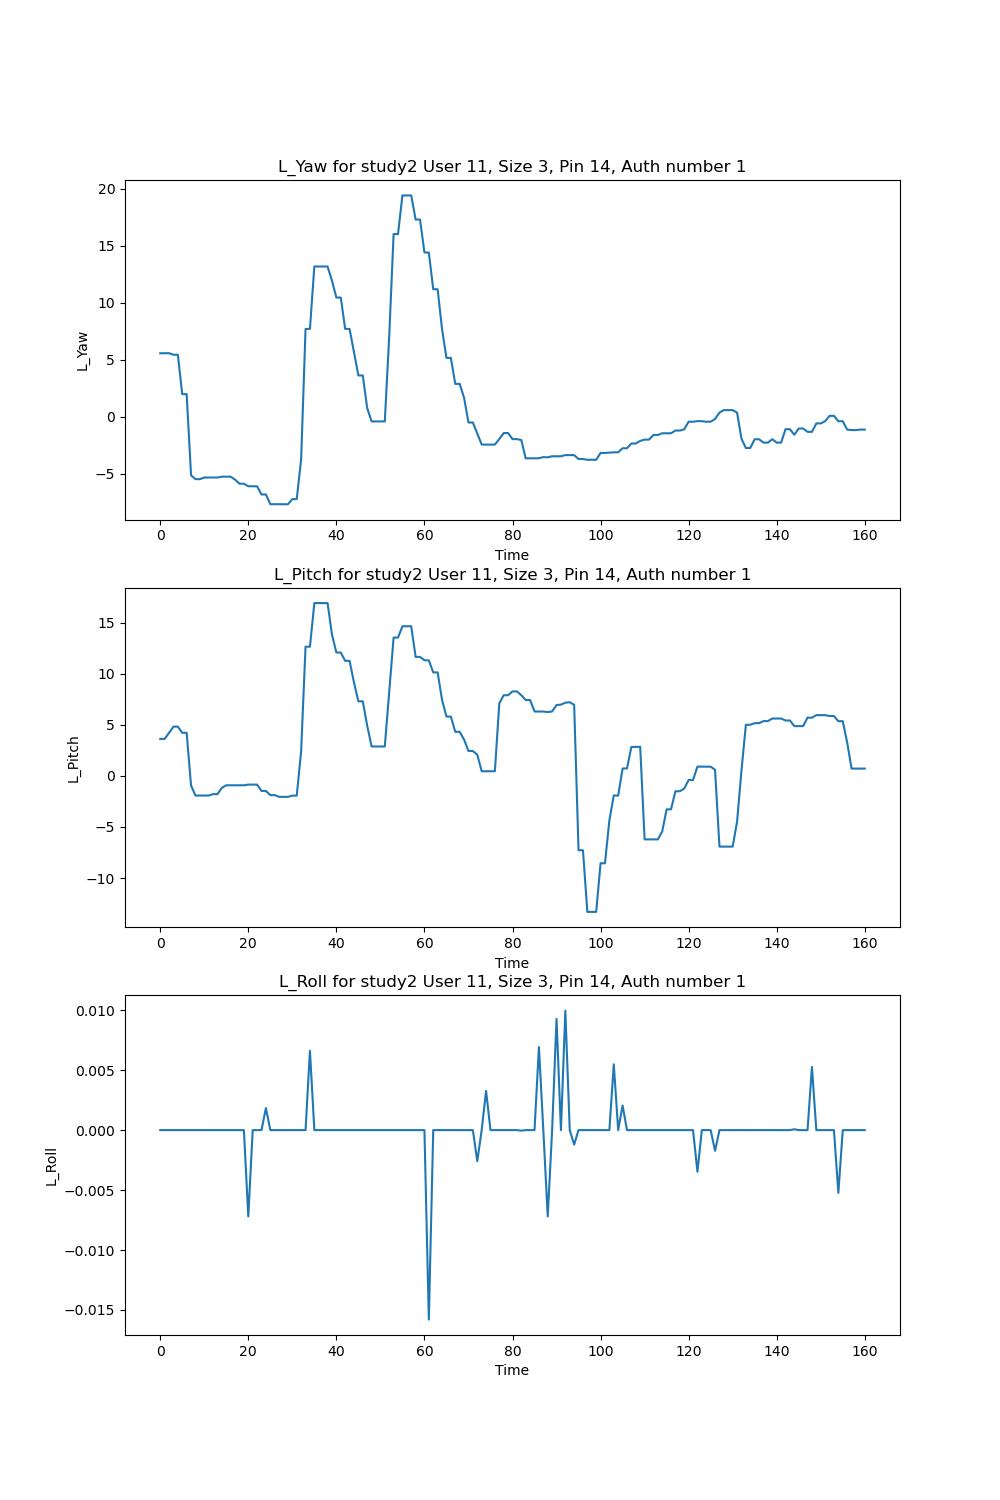 L_Yaw for study2 User 11, Size 3, Pin 14, Auth number 1
20
15
10
5
0
−5
L_Yaw
0 20 40 60 80 100 120 140 160
Time
L_Pitch for study2 User 11, Size 3, Pin 14, Auth number 1
15
10
5
0
−5
−10
L_Pitch
0 20 40 60 80 100 120 140 160
Time
L_Roll for study2 User 11, Size 3, Pin 14, Auth number 1
0.010
0.005
0.000
−0.005
−0.010
−0.015
L_Roll
0 20 40 60 80 100 120 140 160
Time